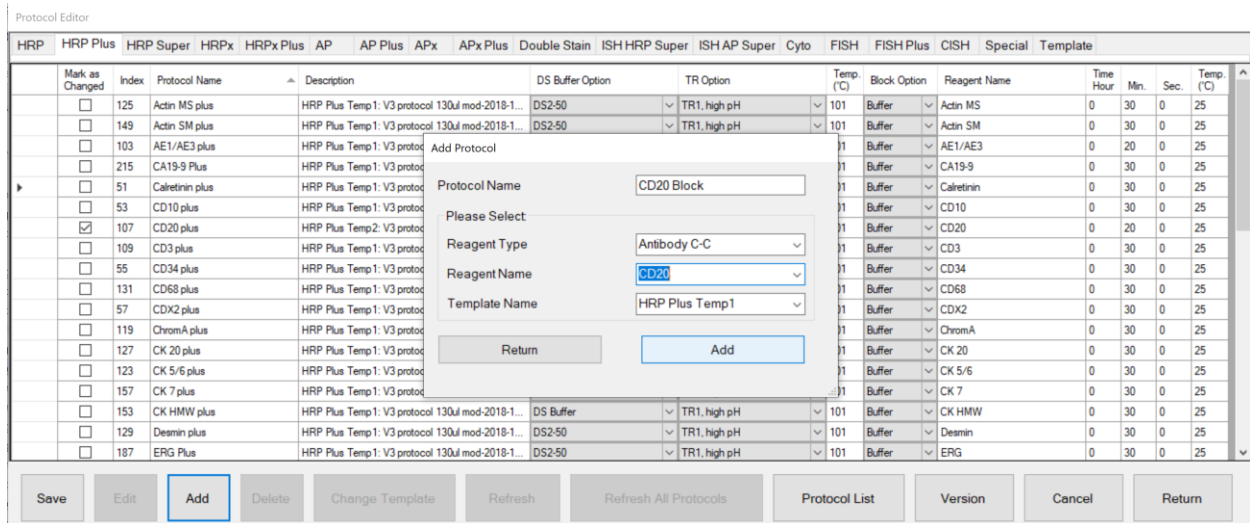 Protocol Editor
HRP HRP Plus HRP Super HRPx HRPx Plus AP AP Plus APx APx Plus Double Stain ISH HRP Super ISH AP Super Cyto FISH FISH Plus CISH Special Template
Mark as Changed Index Protocol Name Description DS Buffer Option TR Option Temp. (°C) Block Option Reagent Name Time Hour Min. Sec. Temp. (°C)
125 Actin MS plus HRP Plus Temp1: V3 protocol 130ul mod-2018-1... DS2-50 TR1, high pH 101 Buffer Actin MS 0 30 0 25
149 Actin SM plus HRP Plus Temp1: V3 protocol 130ul mod-2018-1... DS2-50 TR1, high pH 101 Buffer Actin SM 0 30 0 25
103 AE1/AE3 plus HRP Plus Temp1: V3 Buffer AE1/AE3 0 20 0 25
215 CA19-9 Plus HRP Plus Temp1: V3 Buffer CA19-9 0 30 0 25
51 Calretinin plus HRP Plus Temp1: V3 Buffer Calretinin 0 30 0 25
53 CD10 plus HRP Plus Temp1: V3 Buffer CD10 0 30 0 25
107 CD20 plus HRP Plus Temp2: V3 Buffer CD20 0 20 0 25
109 CD3 plus HRP Plus Temp1: V3 Buffer CD3 0 30 0 25
55 CD34 plus HRP Plus Temp1: V3 Buffer CD34 0 30 0 25
131 CD68 plus HRP Plus Temp1: V3 Buffer CD68 0 30 0 25
57 CDX2 plus HRP Plus Temp1: V3 Buffer CDX2 0 30 0 25
119 ChromA plus HRP Plus Temp1: V3 Buffer ChromA 0 30 0 25
127 CK 20 plus HRP Plus Temp1: V3 Buffer CK 20 0 30 0 25
123 CK 5/6 plus HRP Plus Temp1: V3 Buffer CK 5/6 0 30 0 25
157 CK 7 plus HRP Plus Temp1: V3 Buffer CK 7 0 30 0 25
153 CK HMW plus HRP Plus Temp1: V3 protocol 130ul mod-2018-1... DS Buffer TR1, high pH 101 Buffer CK HMW 0 30 0 25
129 Desmin plus HRP Plus Temp1: V3 protocol 130ul mod-2018-1... DS2-50 TR1, high pH 101 Buffer Desmin 0 30 0 25
187 ERG Plus HRP Plus Temp1: V3 protocol 130ul mod-2018-1... DS2-50 TR1, high pH 101 Buffer ERG 0 30 0 25
Add Protocol
Protocol Name CD20 Block
Please Select
Reagent Type Antibody C-C
Reagent Name CD20
Template Name HRP Plus Temp1
Return Add
Save Edit Add Delete Change Template Refresh Refresh All Protocols Protocol List Version Cancel Return